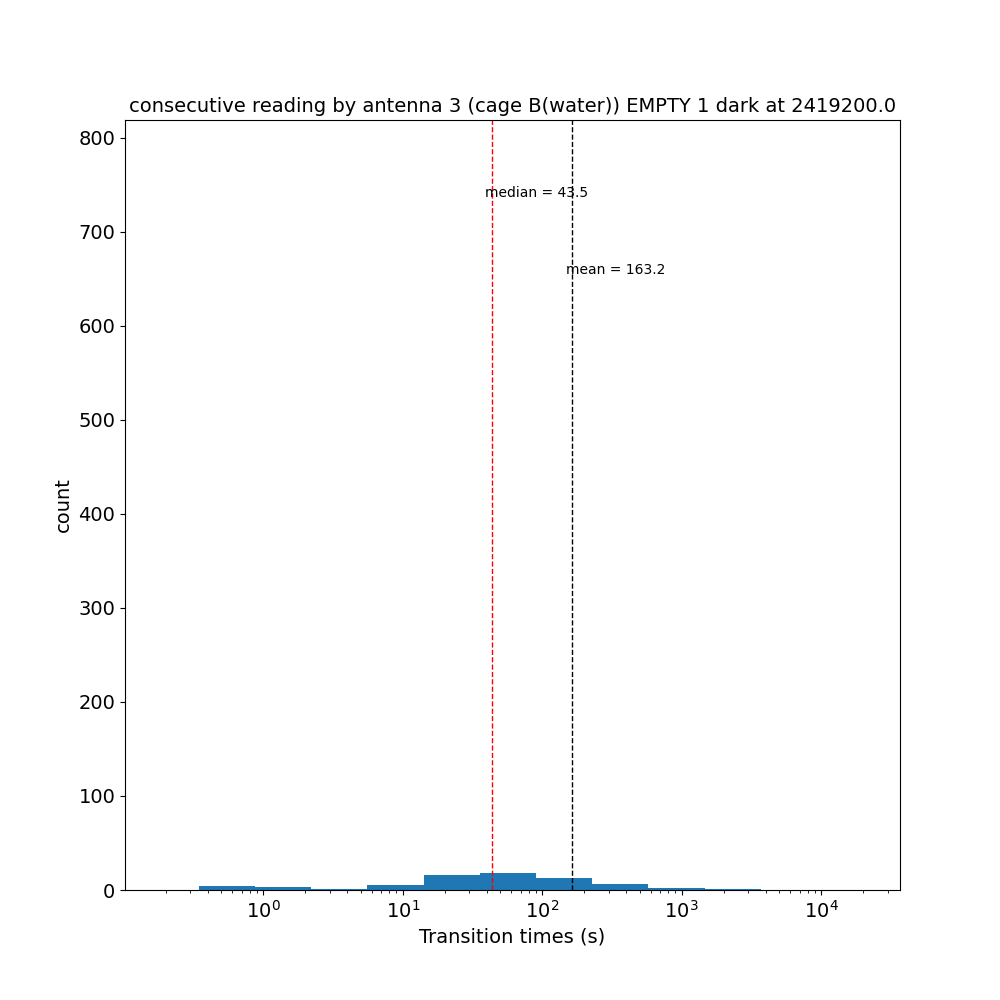 consecutive reading by antenna 3 (cage B(water)) EMPTY 1 dark at 2419200.0
800
median = 43.5
700
mean = 163.2
600
500
count
400
300
200
100
0
10⁰ 10¹ 10² 10³ 10⁴
Transition times (s)